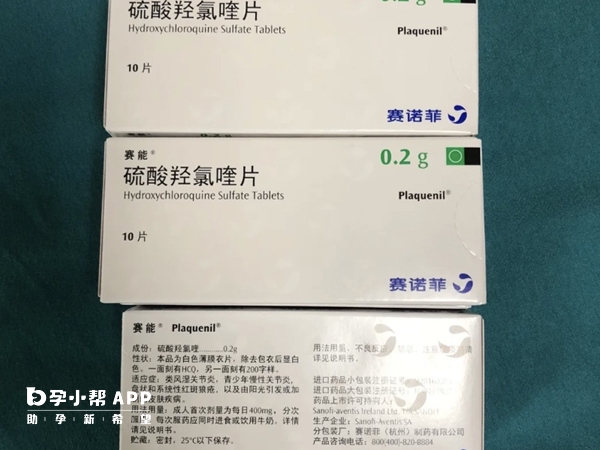 0.2 g
硫酸羟氯喹片
Hydroxychloroquine Sulfate Tablets
Plaquenil®
10 片
赛诺菲
赛能®
0.2 g
硫酸羟氯喹片
Hydroxychloroquine Sulfate Tablets
Plaquenil®
10 片
赛诺菲
赛能® Plaquenil®
成份：硫酸羟氯喹..........0.2g
性状：本品为白色薄膜衣片，除去包衣后显白
色。一面刻有HCQ，另一面刻有200字样。
适应症：类风湿关节炎，青少年慢性关节炎，
盘状和系统性红斑狼疮，以及由阳光引发或加
剧的皮肤疾病。
用法用量：成人首次剂量为每日400mg，分次
服用。每次服药应同时进食或饮用牛奶。详情
请见说明书。
贮藏：密封，25℃以下保存。
用法用量、不良反应、
详见说明书。
进口药品小包装注册证号：
进口药品大包装注册证号：
药品上市许可持有人：
Sanofi-aventis Ireland Ltd.
生产企业：Sanofi-Aventis SA
分包装厂：赛诺菲（杭州）制药有限公司
产品咨询电话：800(400)-820-8884
孕小帮 APP
助孕新希望